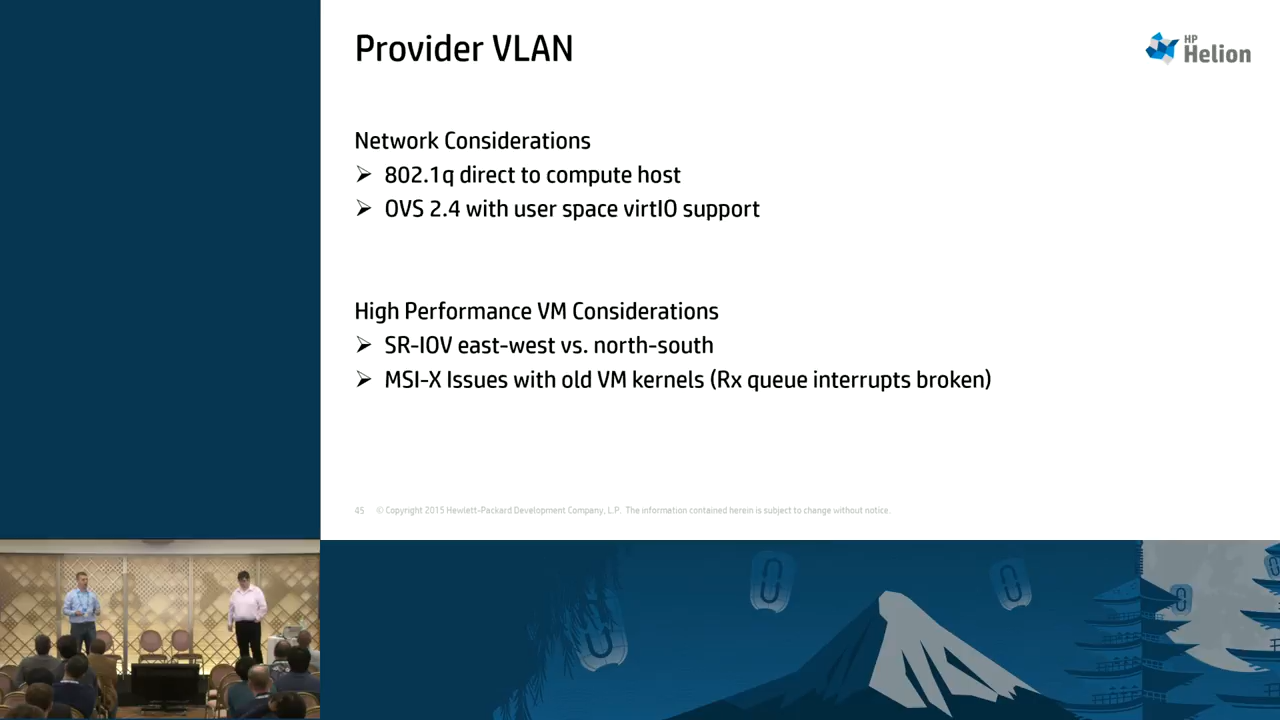 Provider VLAN
HP
Helion
Network Considerations
➢ 802.1q direct to compute host
➢ OVS 2.4 with user space virtIO support
High Performance VM Considerations
➢ SR-IOV east-west vs. north-south
➢ MSI-X Issues with old VM kernels (Rx queue interrupts broken)
45 © Copyright 2015 Hewlett-Packard Development Company, L.P. The information contained herein is subject to change without notice.